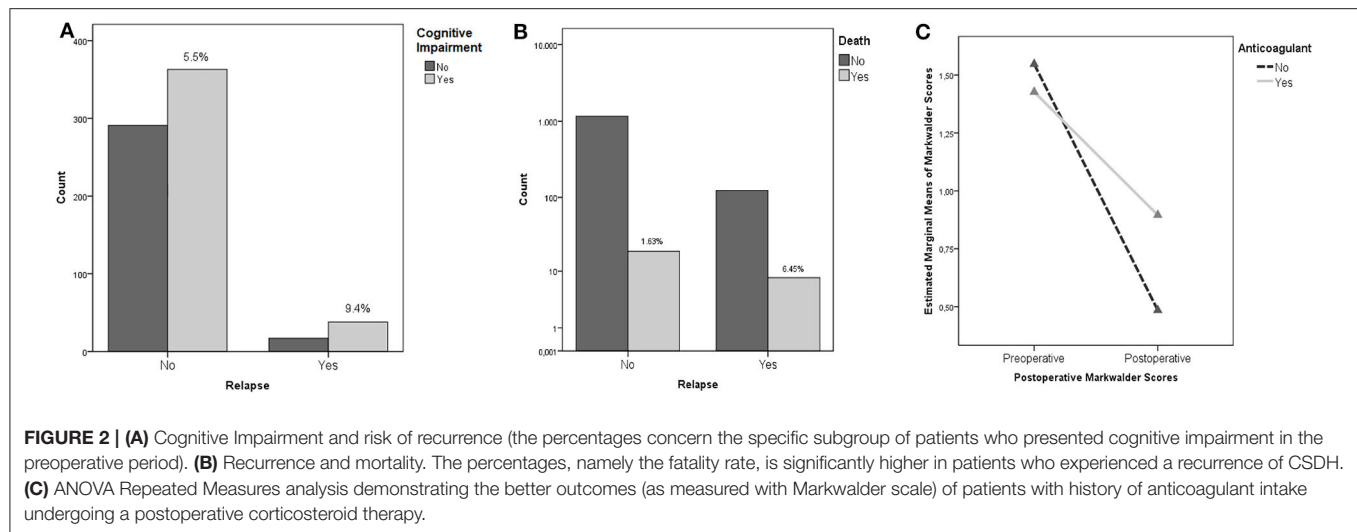 A
Cognitive
Impairment
No
Yes
400
300
200
100
0
Count
5.5%
9.4%
No
Yes
Relapse
B
Death
No
Yes
10.000
1.000
100
10
1
0,001
Count
1.63%
6.45%
No
Yes
Relapse
C
Anticoagulant
No
Yes
1,50
1,25
1,00
0,75
0,50
Estimated Marginal Means of Markwalder Scores
Preoperative
Postoperative
Postoperative Markwalder Scores
FIGURE 2 | (A) Cognitive Impairment and risk of recurrence (the percentages concern the specific subgroup of patients who presented cognitive impairment in the
preoperative period). (B) Recurrence and mortality. The percentages, namely the fatality rate, is significantly higher in patients who experienced a recurrence of CSDH.
(C) ANOVA Repeated Measures analysis demonstrating the better outcomes (as measured with Markwalder scale) of patients with history of anticoagulant intake
undergoing a postoperative corticosteroid therapy.